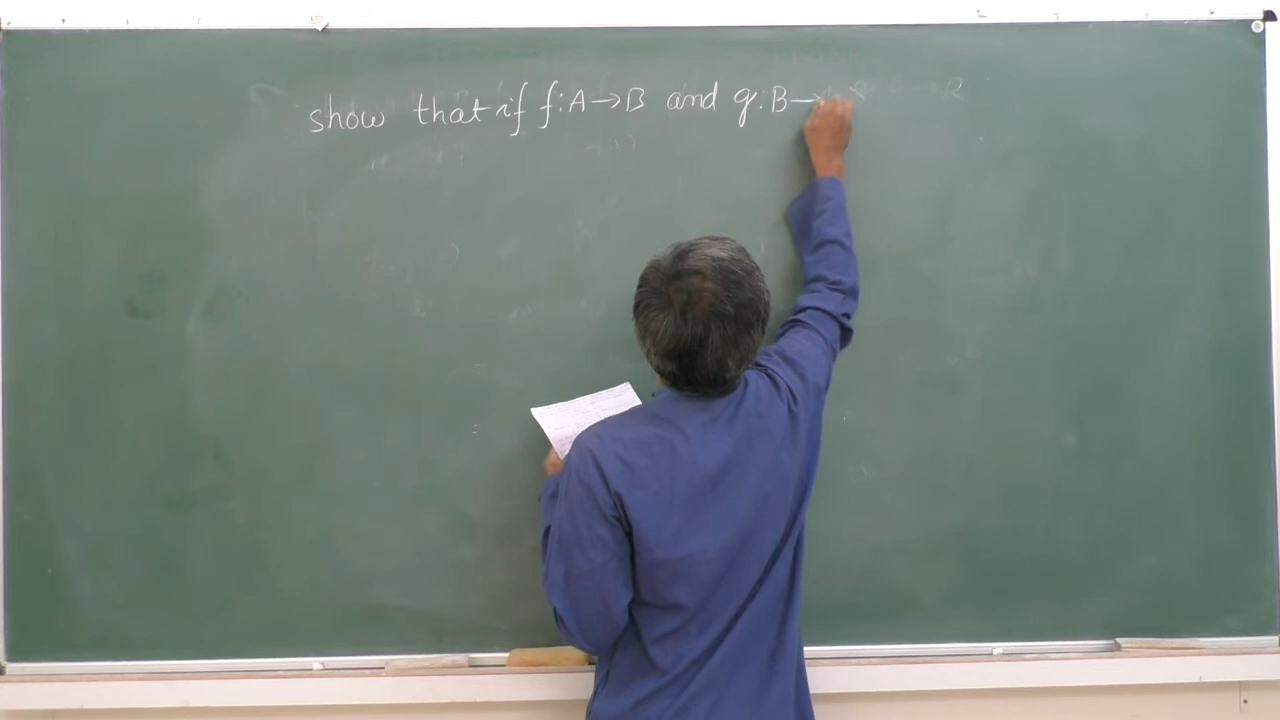 show that if f: A→B and g: B→